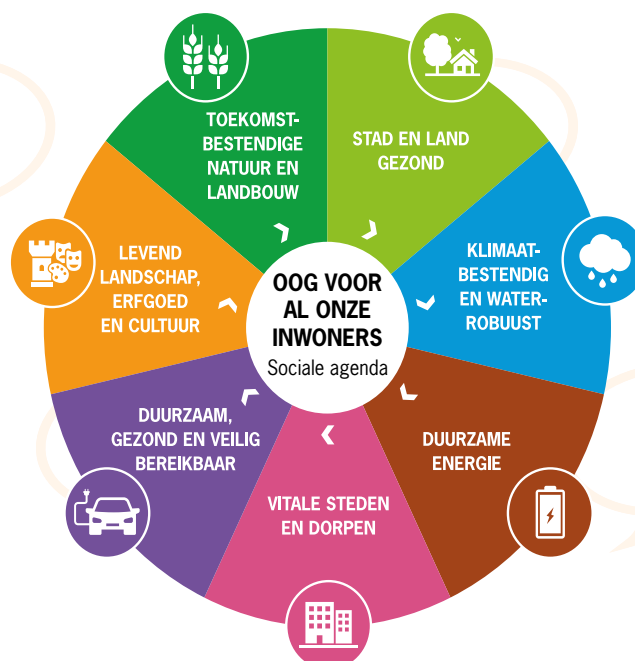 TOEKOMST-
BESTENDIGE
NATUUR EN
LANDBOUW
STAD EN LAND
GEZOND
KLIMAAT-
BESTENDIG
EN WATER-
ROBUUST
DUURZAME
ENERGIE
VITALE STEDEN
EN DORPEN
DUURZAAM,
GEZOND EN VEILIG
BEREIKBAAR
LEVEND
LANDSCHAP,
ERFGOED
EN CULTUUR
OOG VOOR
AL ONZE
INWONERS
Sociale agenda